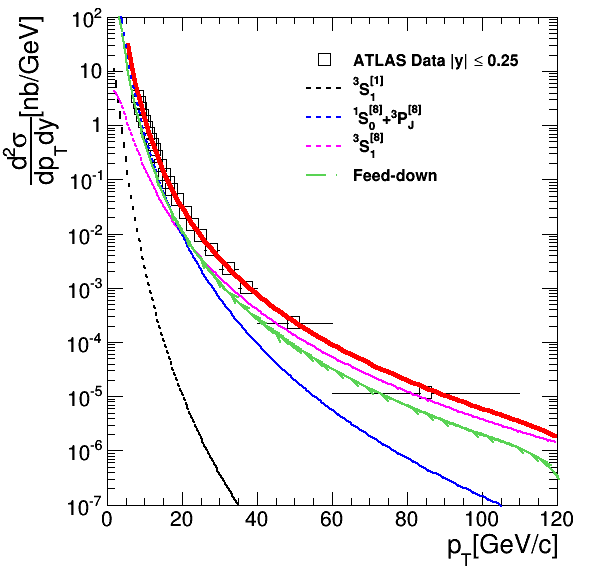 d²σ
dp_T dy [nb/GeV]
10²
10
1
10⁻¹
10⁻²
10⁻³
10⁻⁴
10⁻⁵
10⁻⁶
10⁻⁷
ATLAS Data |y| ≤ 0.25
³S₁^[1]
¹S₀^[8]+³P_J^[8]
³S₁^[8]
Feed-down
0 20 40 60 80 100 120
p_T[GeV/c]